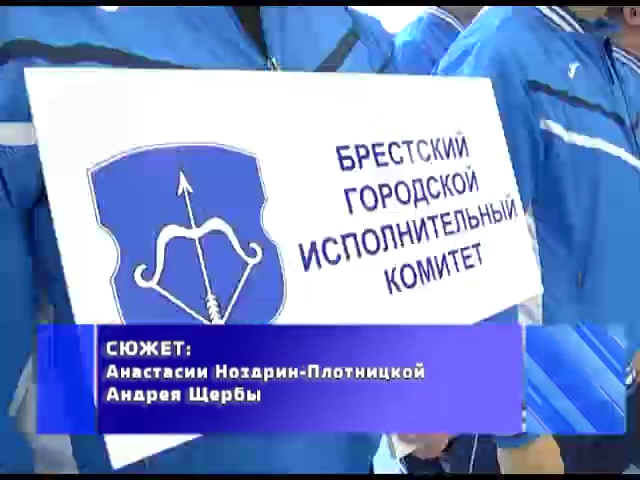 БРЕСТСКИЙ
ГОРОДСКОЙ
ИСПОЛНИТЕЛЬНЫЙ
КОМИТЕТ
СЮЖЕТ:
Анастасии Ноздрин-Плотницкой
Андрея Щербы